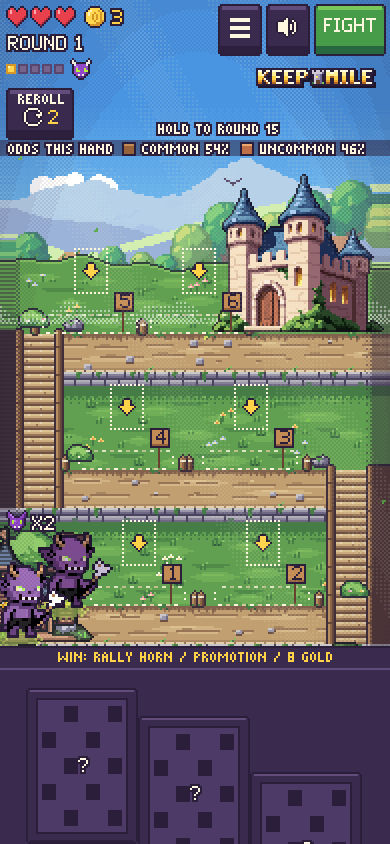 3
ROUND 1
FIGHT
KEEP MILE
REROLL
2
HOLD TO ROUND 15
ODDS THIS HAND COMMON 54% UNCOMMON 46%
5
6
4
3
X2
1
2
WIN: RALLY HORN / PROMOTION / 8 GOLD
?
?